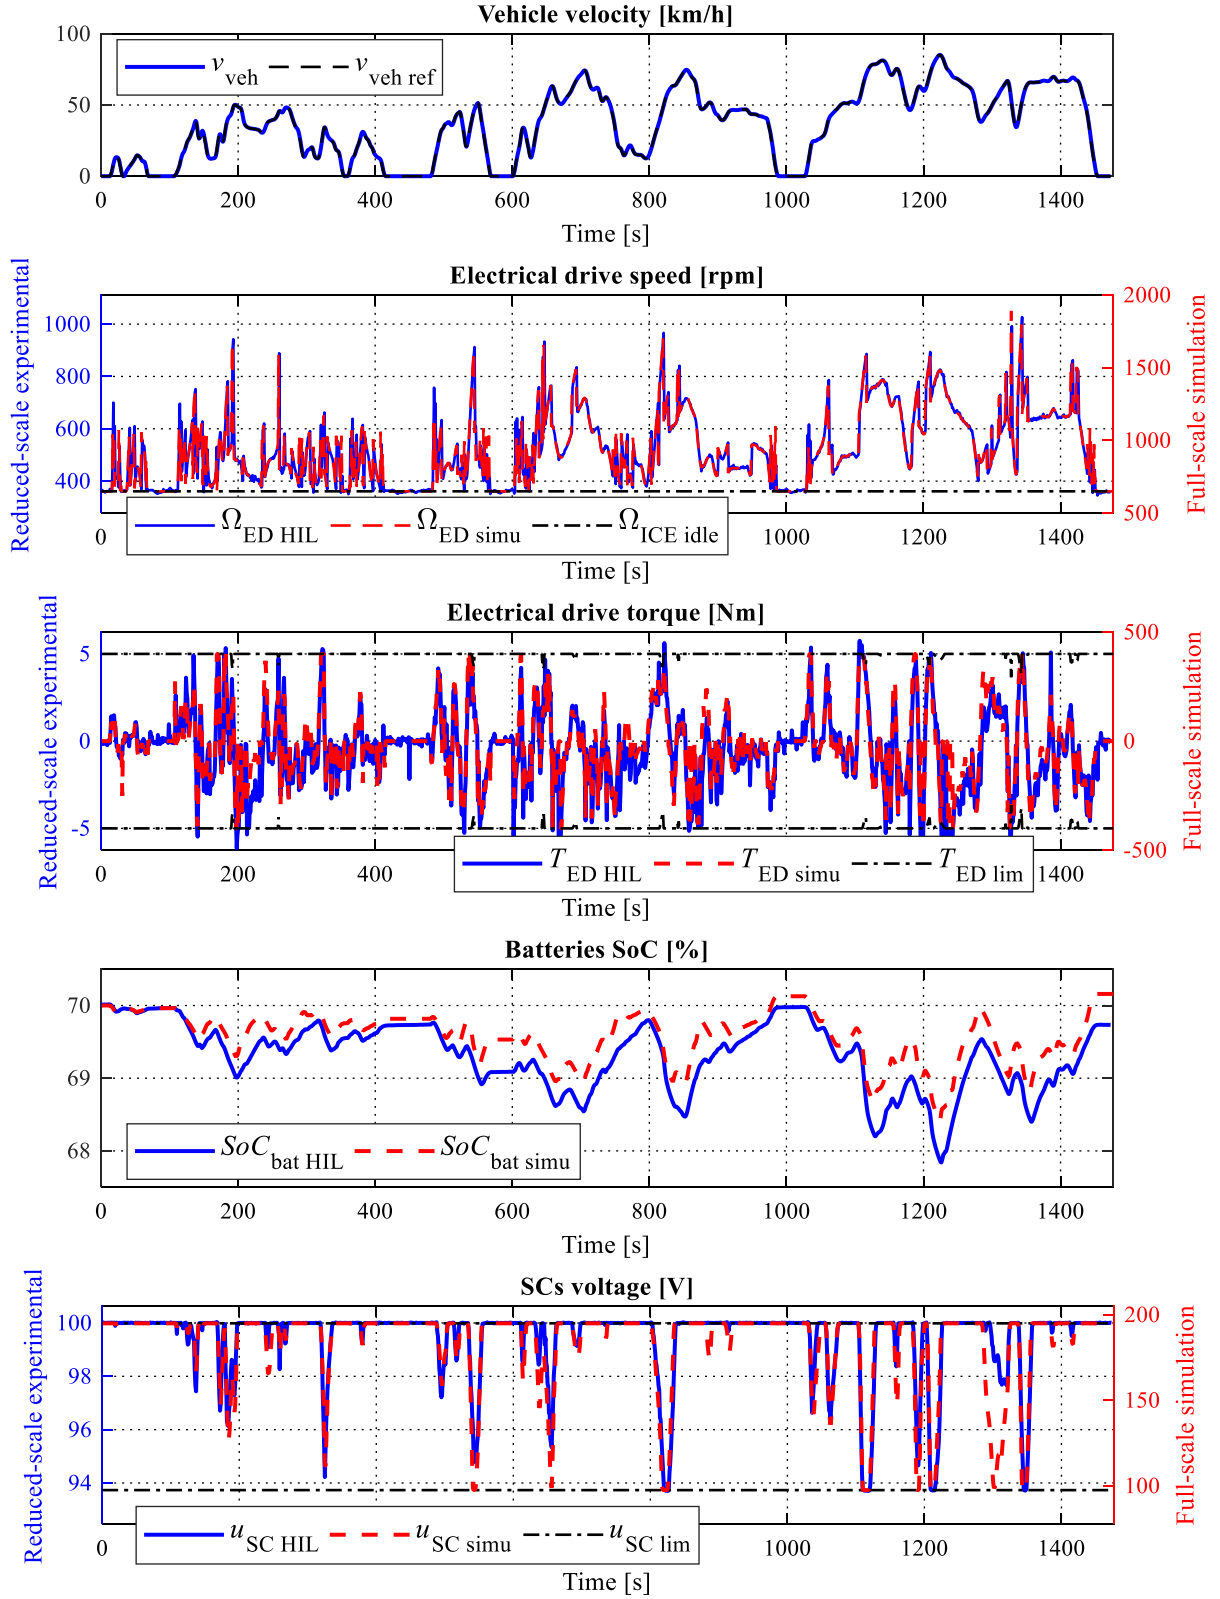 Vehicle velocity [km/h]
100
50
0
v veh v veh ref
0 200 400 600 800 1000 1200 1400
Time [s]
Electrical drive speed [rpm]
Reduced-scale experimental
1000
800
600
400
2000
1500
1000
500
Full-scale simulation
Ω ED HIL Ω ED simu Ω ICE idle
0 1000 1200 1400
Time [s]
Electrical drive torque [Nm]
Reduced-scale experimental
5
0
-5
500
0
-500
Full-scale simulation
T ED HIL T ED simu T ED lim
0 200 400 1400
Time [s]
Batteries SoC [%]
70
69
68
SoC bat HIL SoC bat simu
0 200 400 600 800 1000 1200 1400
Time [s]
SCs voltage [V]
Reduced-scale experimental
100
98
96
94
200
150
100
Full-scale simulation
u SC HIL u SC simu u SC lim
0 1000 1200 1400
Time [s]